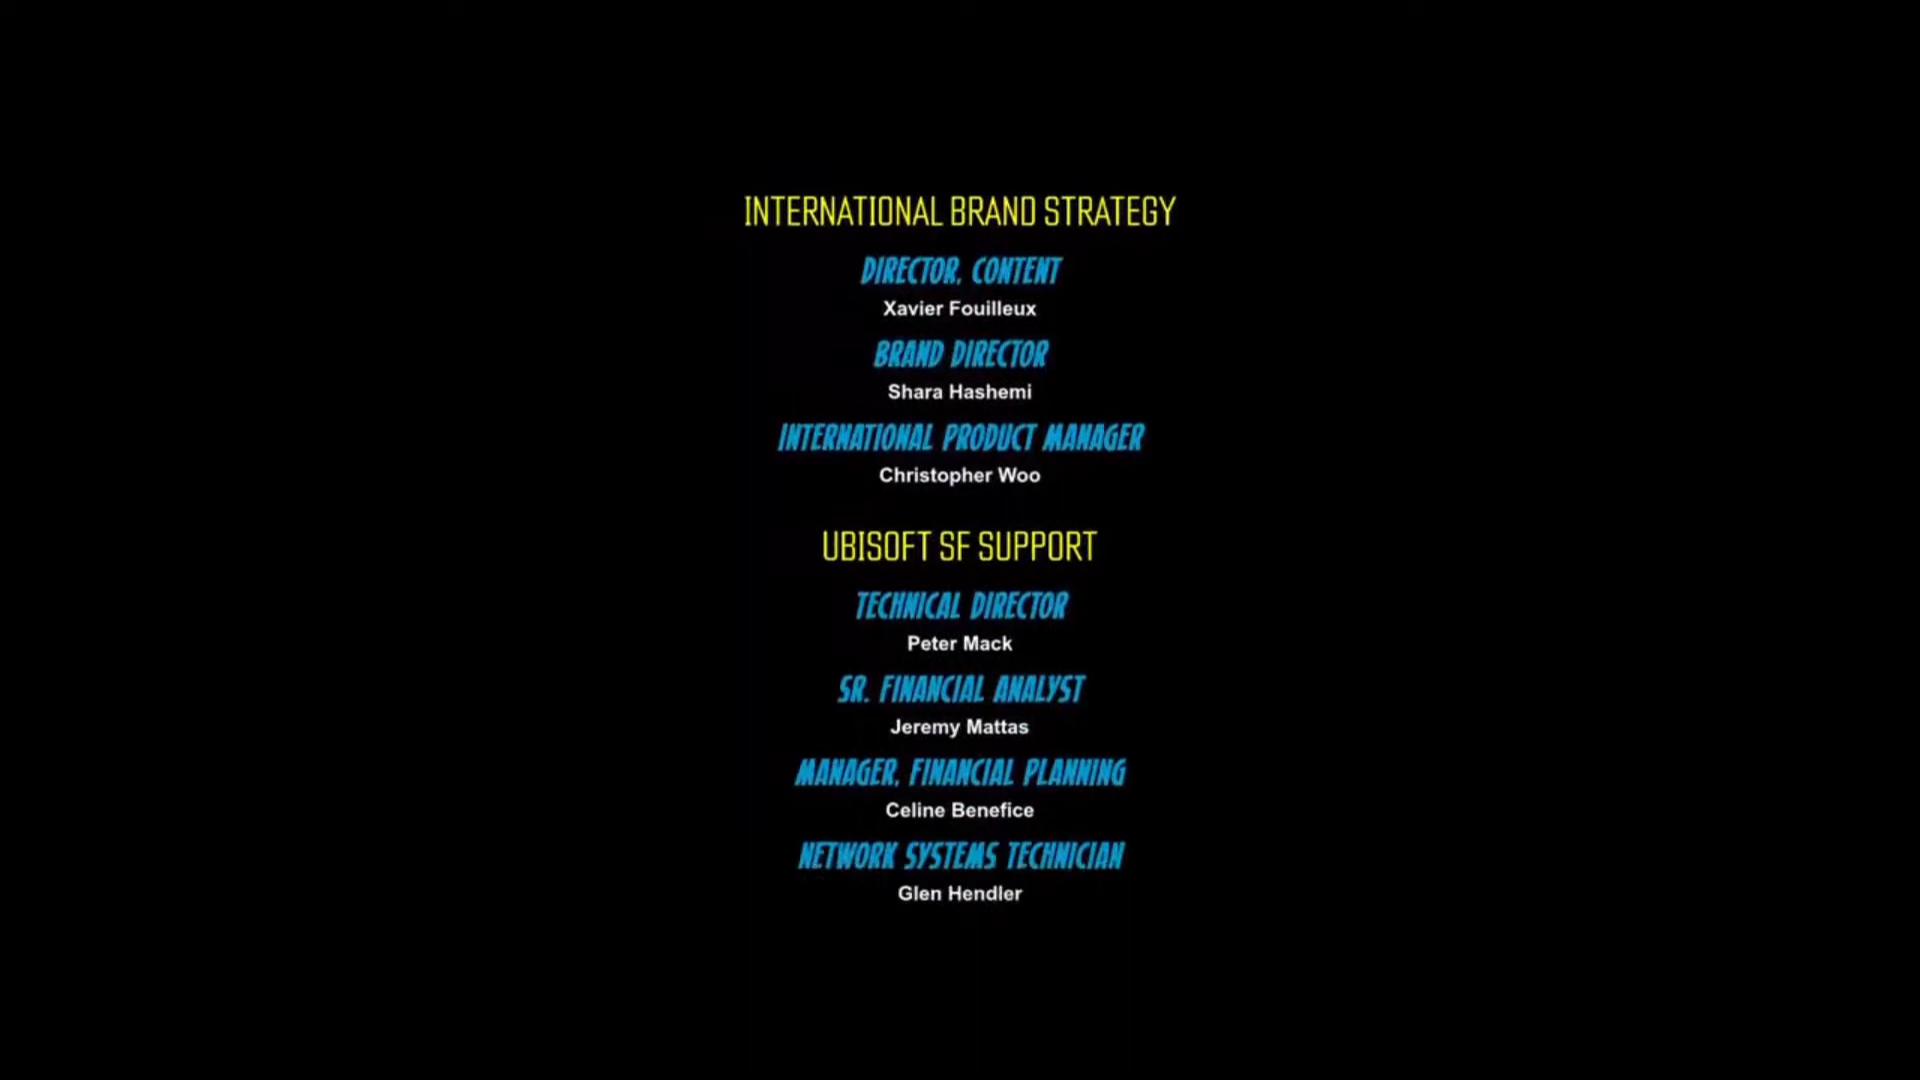 INTERNATIONAL BRAND STRATEGY
DIRECTOR, CONTENT
Xavier Fouilleux
BRAND DIRECTOR
Shara Hashemi
INTERNATIONAL PRODUCT MANAGER
Christopher Woo
UBISOFT SF SUPPORT
TECHNICAL DIRECTOR
Peter Mack
SR. FINANCIAL ANALYST
Jeremy Mattas
MANAGER, FINANCIAL PLANNING
Celine Benefice
NETWORK SYSTEMS TECHNICIAN
Glen Hendler